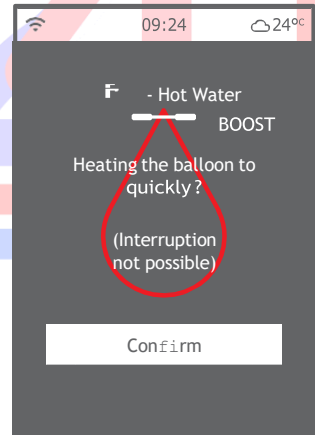 09:24 24°C
- Hot Water
BOOST
Heating the balloon to
quickly?
(Interruption
not possible)
Confirm